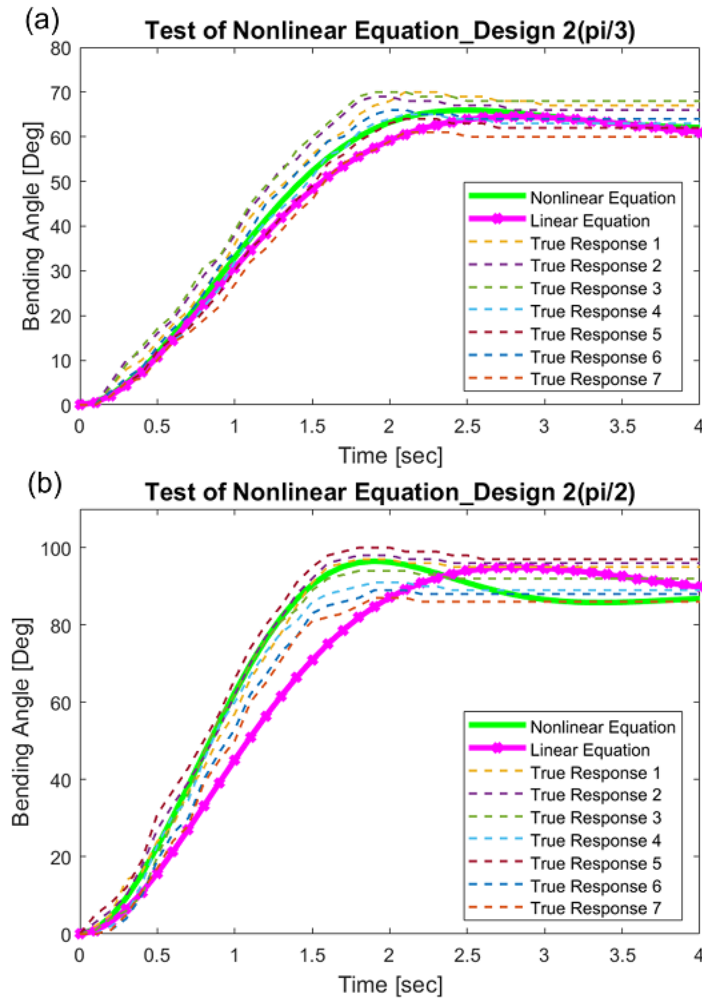 (a)
Test of Nonlinear Equation_Design 2(pi/3)
80
70
60
50
40
30
20
10
0
Bending Angle [Deg]
Nonlinear Equation
Linear Equation
True Response 1
True Response 2
True Response 3
True Response 4
True Response 5
True Response 6
True Response 7
0 0.5 1 1.5 2 2.5 3 3.5 4
Time [sec]
(b)
Test of Nonlinear Equation_Design 2(pi/2)
100
80
60
40
20
0
Bending Angle [Deg]
Nonlinear Equation
Linear Equation
True Response 1
True Response 2
True Response 3
True Response 4
True Response 5
True Response 6
True Response 7
0 0.5 1 1.5 2 2.5 3 3.5 4
Time [sec]